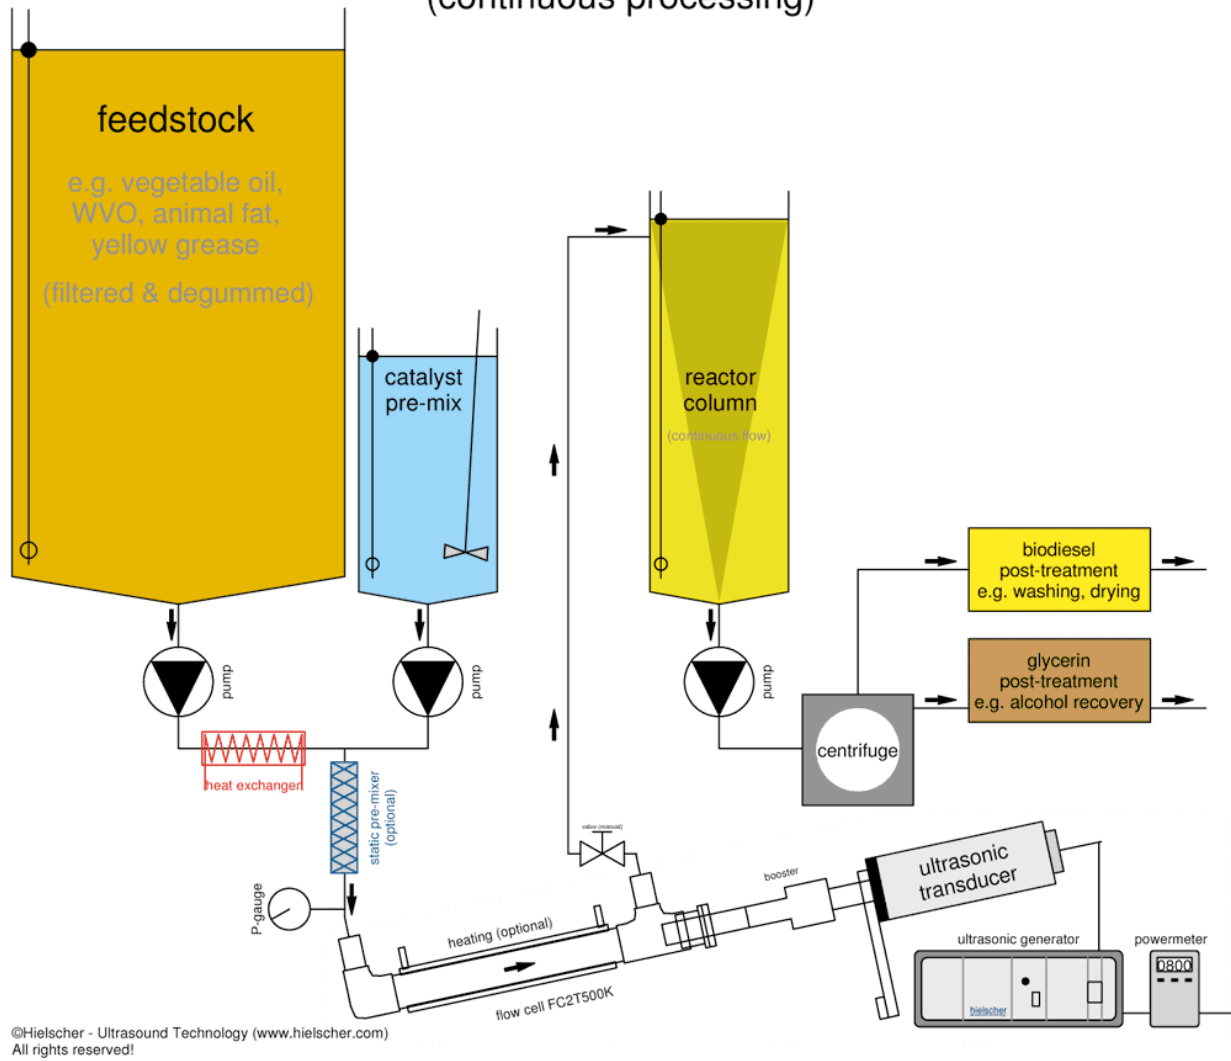 (continuous processing)
feedstock
e.g. vegetable oil,
WVO, animal fat,
yellow grease
(filtered & degummed)
catalyst
pre-mix
reactor
column
(continuous flow)
biodiesel
post-treatment
e.g. washing, drying
glycerin
post-treatment
e.g. alcohol recovery
pump
pump
pump
centrifuge
heat exchanger
static pre-mixer
(optional)
valve (manual)
P-gauge
heating (optional)
flow cell FC2T500K
booster
ultrasonic
transducer
ultrasonic generator
powermeter
0800
hielscher
©Hielscher - Ultrasound Technology (www.hielscher.com)
All rights reserved!